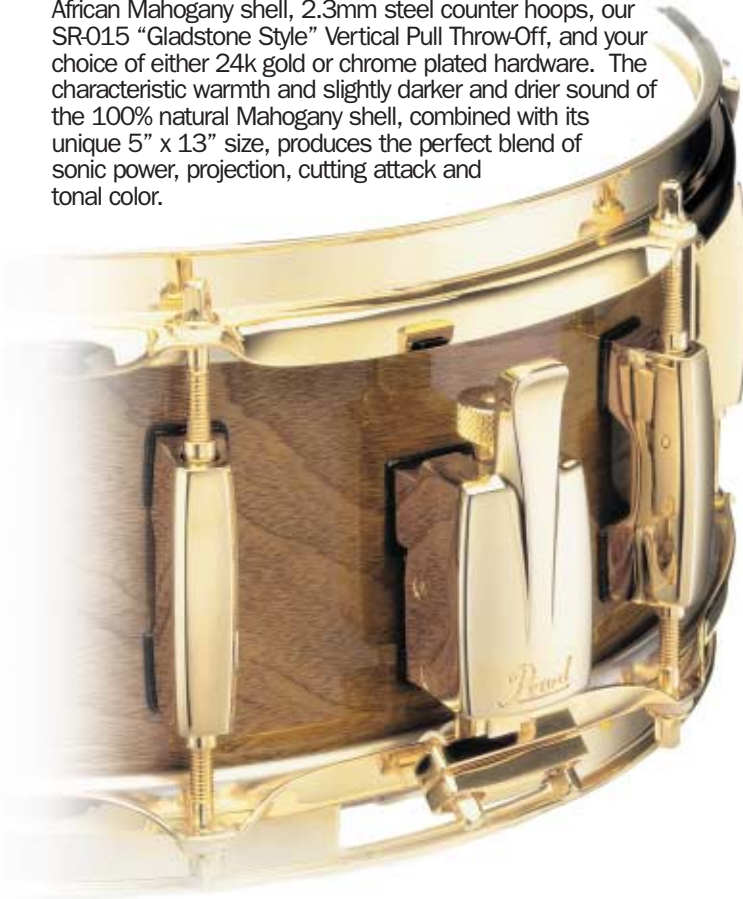 African Mahogany shell, 2.3mm steel counter hoops, our
SR-015 “Gladstone Style” Vertical Pull Throw-Off, and your
choice of either 24k gold or chrome plated hardware.  The
characteristic warmth and slightly darker and drier sound of
the 100% natural Mahogany shell, combined with its
unique 5” x 13” size, produces the perfect blend of
sonic power, projection, cutting attack and
tonal color.
Pearl